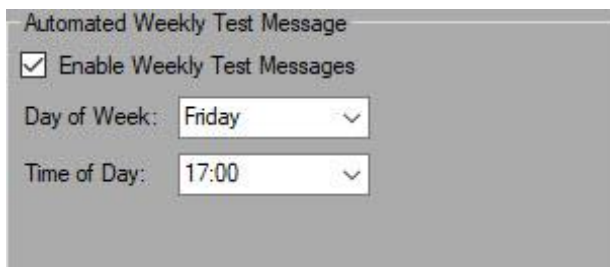 Automated Weekly Test Message
Enable Weekly Test Messages
Day of Week: Friday
Time of Day: 17:00